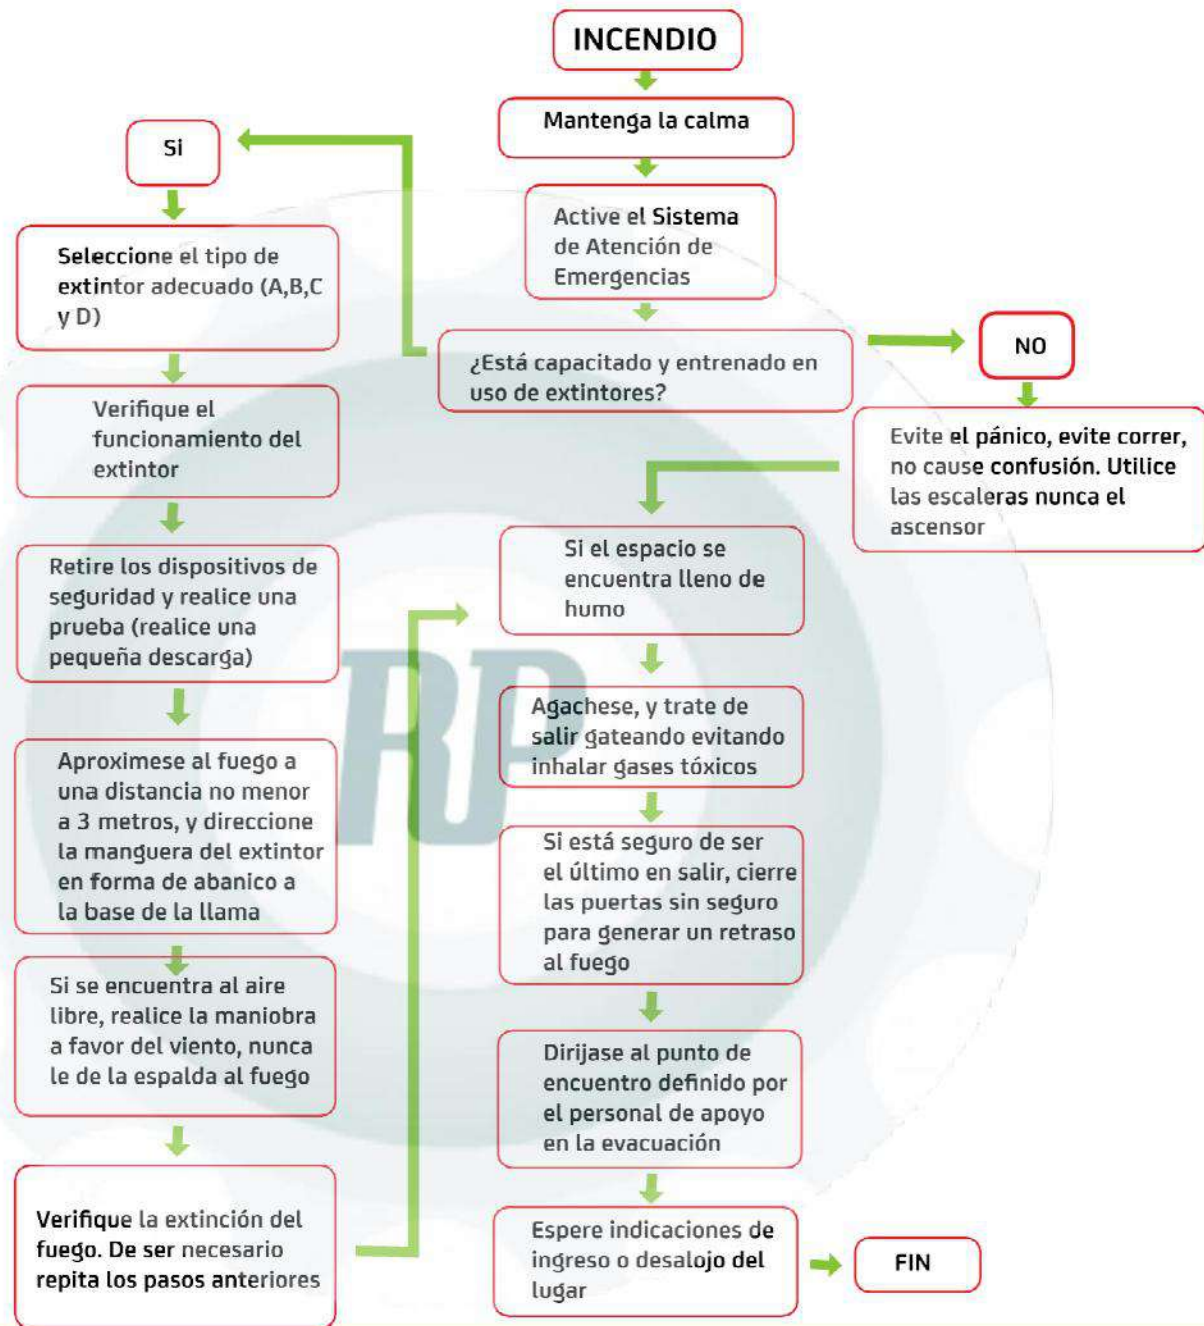 INCENDIO
Mantenga la calma
Active el Sistema
de Atención de
Emergencias
¿Está capacitado y entrenado en
uso de extintores?
Si
Seleccione el tipo de
extintor adecuado (A,B,C
y D)
Verifique el
funcionamiento del
extintor
Retire los dispositivos de
seguridad y realice una
prueba (realice una
pequeña descarga)
Aproximese al fuego a
una distancia no menor
a 3 metros, y direccione
la manguera del extintor
en forma de abanico a
la base de la llama
Si se encuentra al aire
libre, realice la maniobra
a favor del viento, nunca
le de la espalda al fuego
Verifique la extinción del
fuego. De ser necesario
repita los pasos anteriores
NO
Evite el pánico, evite correr,
no cause confusión. Utilice
las escaleras nunca el
ascensor
Si el espacio se
encuentra lleno de
humo
Agachese, y trate de
salir gateando evitando
inhalar gases tóxicos
Si está seguro de ser
el último en salir, cierre
las puertas sin seguro
para generar un retraso
al fuego
Dirijase al punto de
encuentro definido por
el personal de apoyo
en la evacuación
Espere indicaciones de
ingreso o desalojo del
lugar
FIN
RP